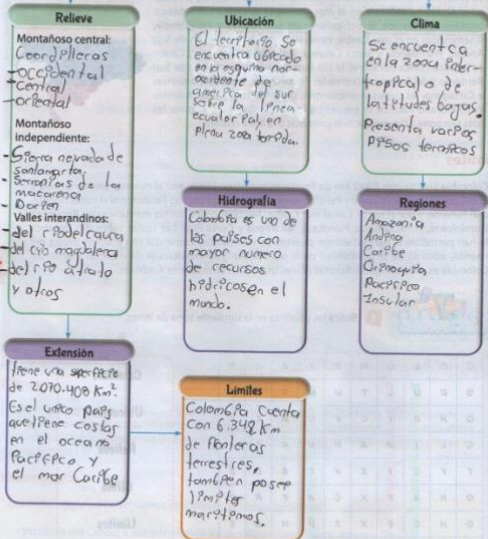 Relieve
Montañoso central:
Coordilleras
- occidental
- Central
- oriental
Montañoso
independiente:
- Sierra nevada de
santamarta,
- Serranias de la
macarena
- Darien
Valles interandinos:
- del rio del cauca
- del rio magdalena
- del rio atrato
y otros
Ubicación
El territorio se
encuentra ubicado
en la esquina nor-
occidente de
america del sur
sobre la linea
ecuatorial, en
plena zona torrida.
Clima
Se encuentra
en la zona inter-
tropical o de
latitudes bajas.
Presenta varios
pisos termicos
Hidrografía
Colombia es uno de
los países con
mayor numero
de recursos
hidricos en el
mundo.
Regiones
Amazonia
Andina
Caribe
Orinoquia
Pacifico
Insular
Extensión
tiene una superficie
de 2.070.408 Km².
Es el unico pais
que tiene costas
en el oceano
Pacifico y
el mar Caribe
Límites
Colombia cuenta
con 6.342 Km
de fronteras
terrestres,
tambien posee
limites
maritimos.